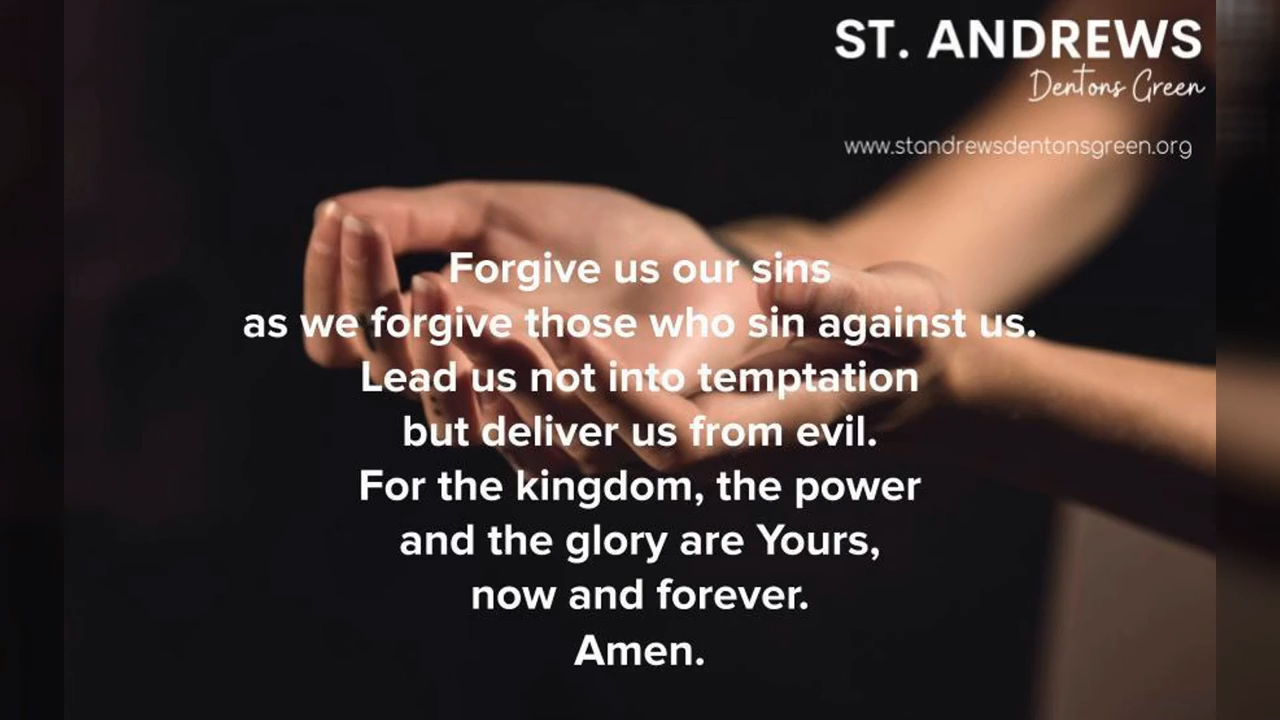 ST. ANDREWS
Dentons Green
www.standrewsdentonsgreen.org
Forgive us our sins
as we forgive those who sin against us.
Lead us not into temptation
but deliver us from evil.
For the kingdom, the power
and the glory are Yours,
now and forever.
Amen.